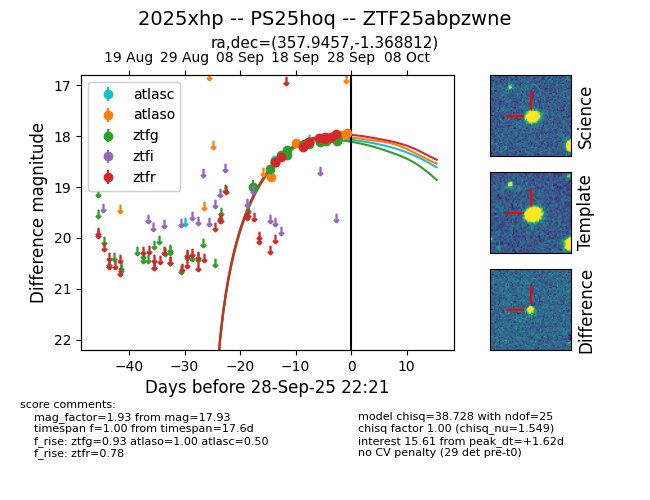 2025xhp -- PS25hoq -- ZTF25abpzwne
ra,dec=(357.9457,-1.368812)
19 Aug 29 Aug 08 Sep 18 Sep 28 Sep 08 Oct
17
18
19
20
21
22
Difference magnitude
atlasc
atlaso
ztfg
ztfi
ztfr
−40 −30 −20 −10 0 10
Days before 28-Sep-25 22:21
Science
Template
Difference
score comments:
mag_factor=1.93 from mag=17.93
timespan f=1.00 from timespan=17.6d
f_rise: ztfg=0.93 atlaso=1.00 atlasc=0.50
f_rise: ztfr=0.78
model chisq=38.728 with ndof=25
chisq factor 1.00 (chisq_nu=1.549)
interest 15.61 from peak_dt=+1.62d
no CV penalty (29 det pre-t0)